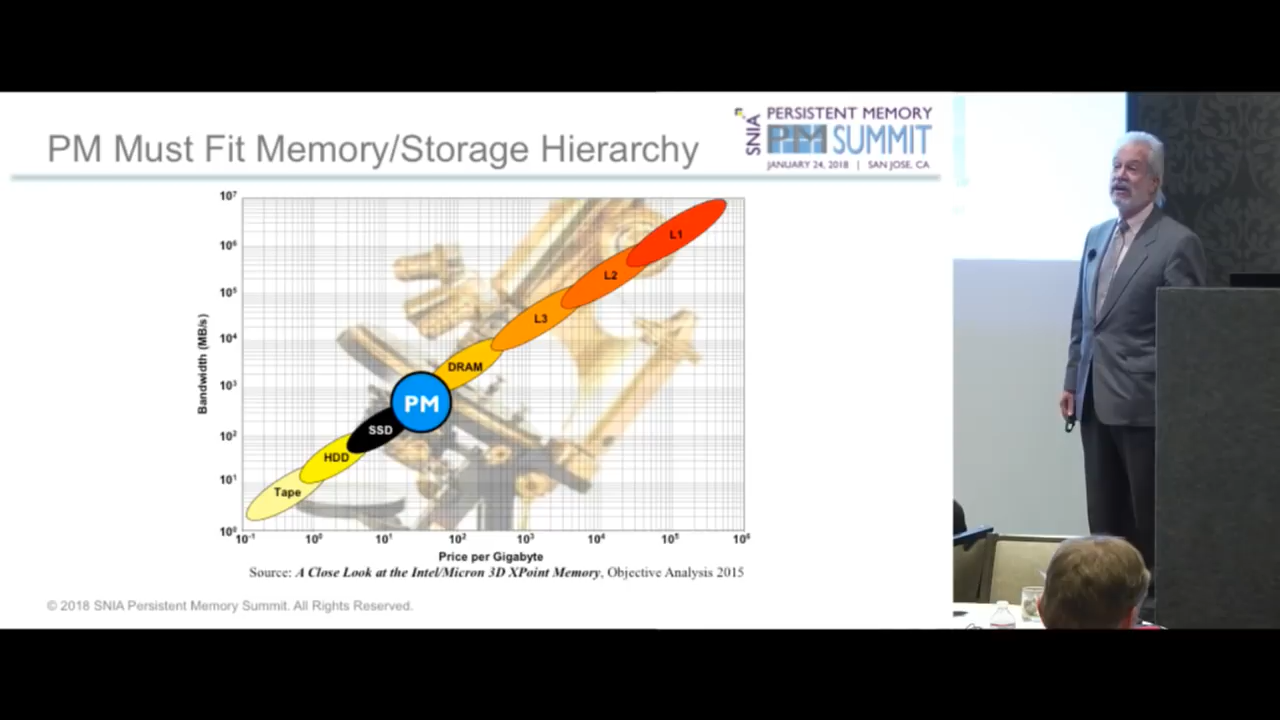 PM Must Fit Memory/Storage Hierarchy
SNIA
PERSISTENT MEMORY
PM SUMMIT
JANUARY 24, 2018 | SAN JOSE, CA
10⁷
10⁶
10⁵
10⁴
10³
10²
10¹
10⁰
Bandwidth (MB/s)
L1
L2
L3
DRAM
PM
SSD
HDD
Tape
10⁻¹ 10⁰ 10¹ 10² 10³ 10⁴ 10⁵ 10⁶
Price per Gigabyte
Source: A Close Look at the Intel/Micron 3D XPoint Memory, Objective Analysis 2015
© 2018 SNIA Persistent Memory Summit. All Rights Reserved.